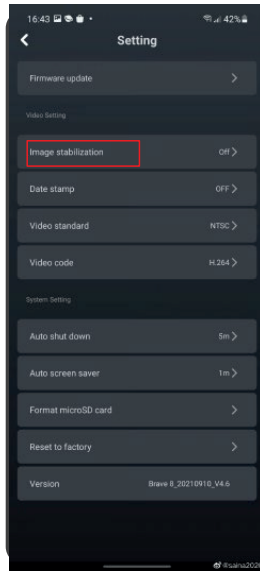 16:43 42%
Setting
Firmware update
Video Setting
Image stabilization Off
Date stamp OFF
Video standard NTSC
Video code H.264
System Setting
Auto shut down 5m
Auto screen saver 1m
Format microSD card
Reset to factory
Version Brave 8_20210910_V4.6